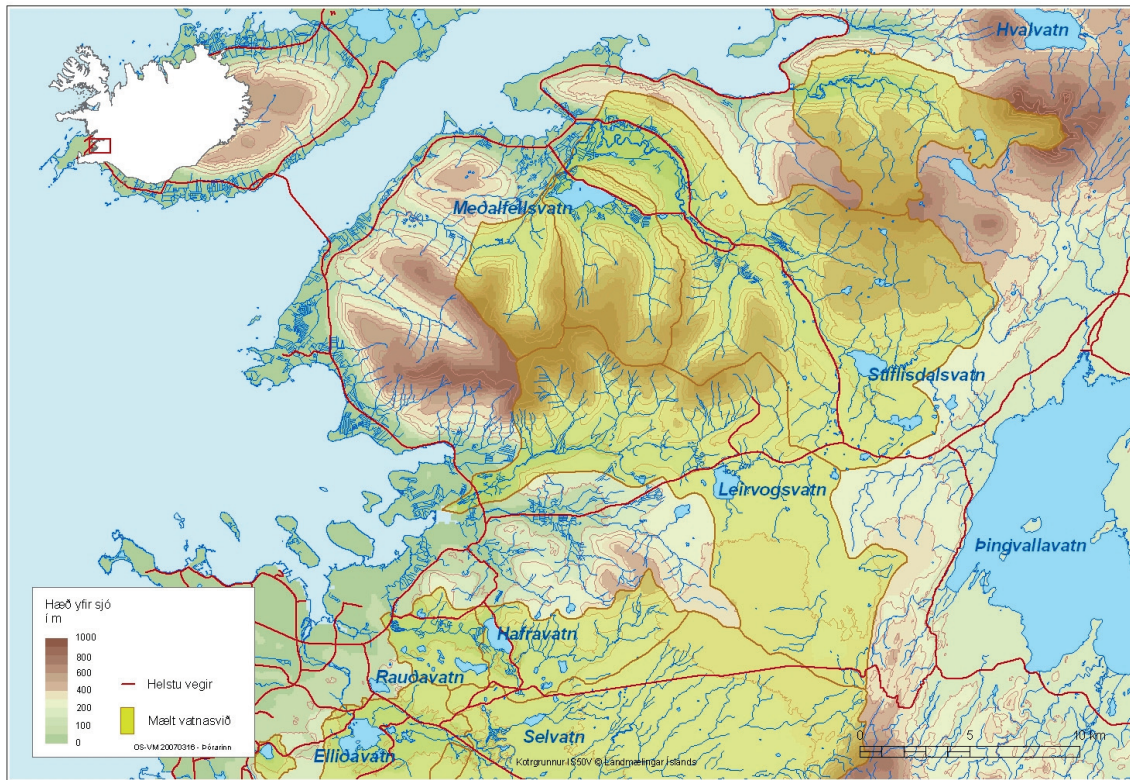 Hvalvatn
Meðalfellsvatn
Stíflisdalsvatn
Leirvogsvatn
Þingvallavatn
Hafravatn
Rauðavatn
Selvatn
Elliðavatn
Hæð yfir sjó
í m
1000
800
600
400
200
100
0
Helstu vegir
Mælt vatnasvið
OS-VM 20070316 - Þórarinn
0 5 10 km
Kortgrunnur IS50V © Landmælingar Íslands